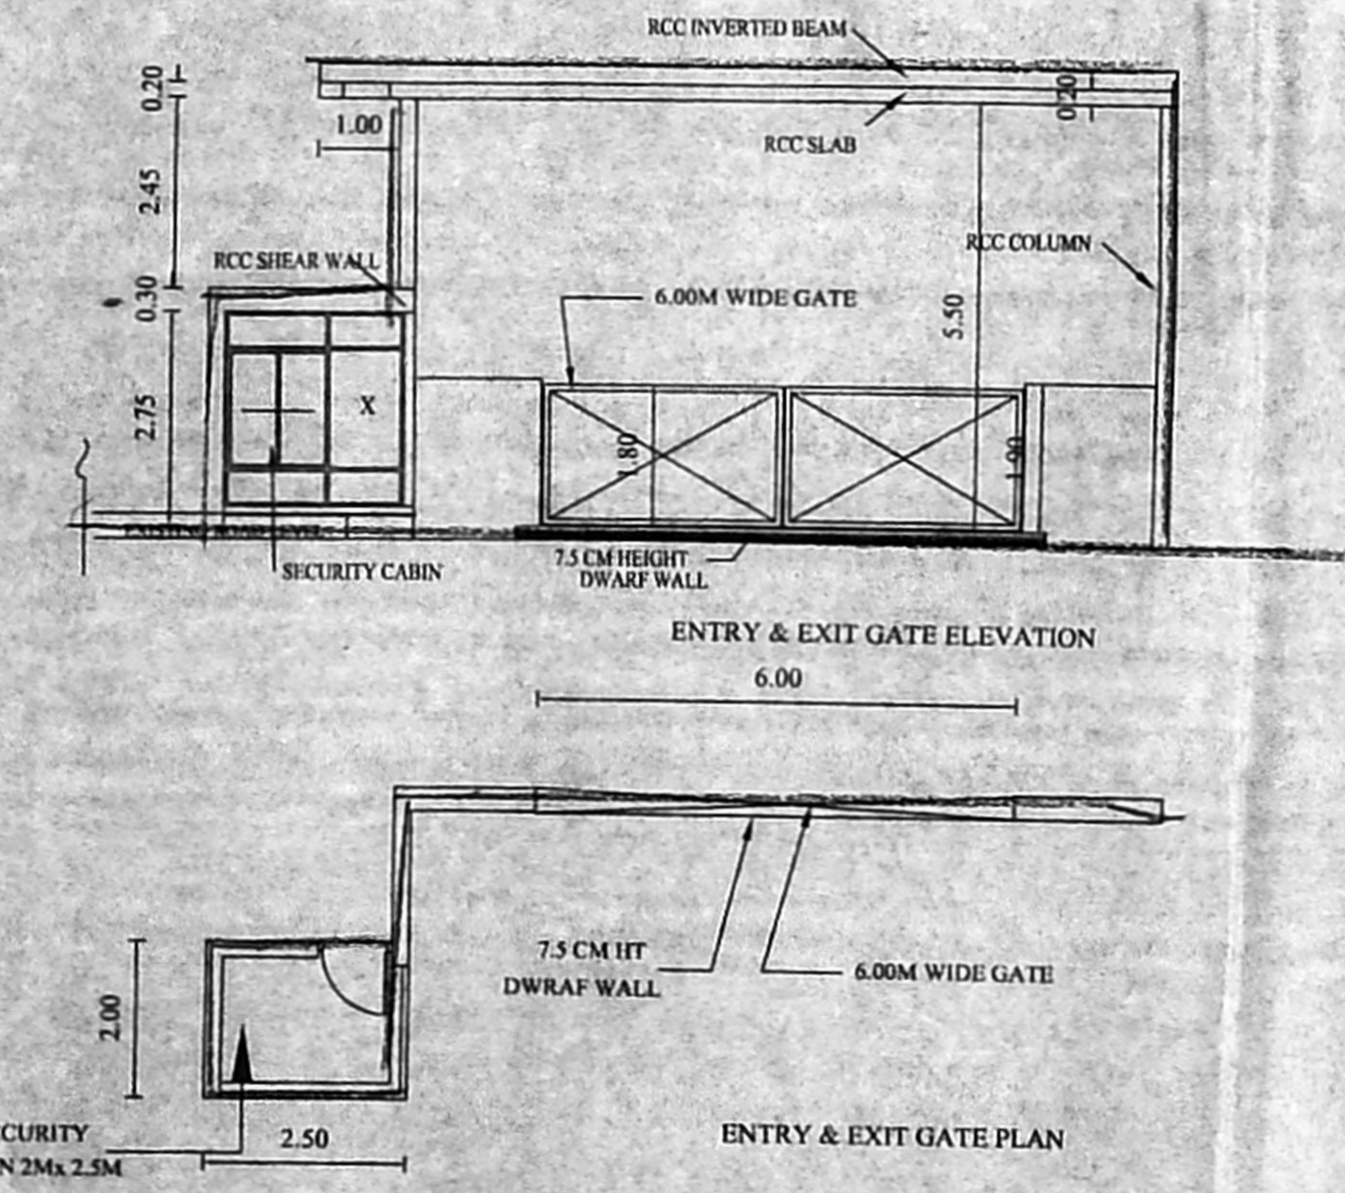 RCC INVERTED BEAM
0.20
0.20
1.00
RCC SLAB
2.45
RCC COLUMN
RCC SHEAR WALL
0.30
6.00M WIDE GATE
5.50
2.75
X
1.80
1.90
SECURITY CABIN
7.5 CM HEIGHT
DWARF WALL
ENTRY & EXIT GATE ELEVATION
6.00
7.5 CM HT
DWRAF WALL
6.00M WIDE GATE
2.00
CURITY
N 2Mx 2.5M
2.50
ENTRY & EXIT GATE PLAN